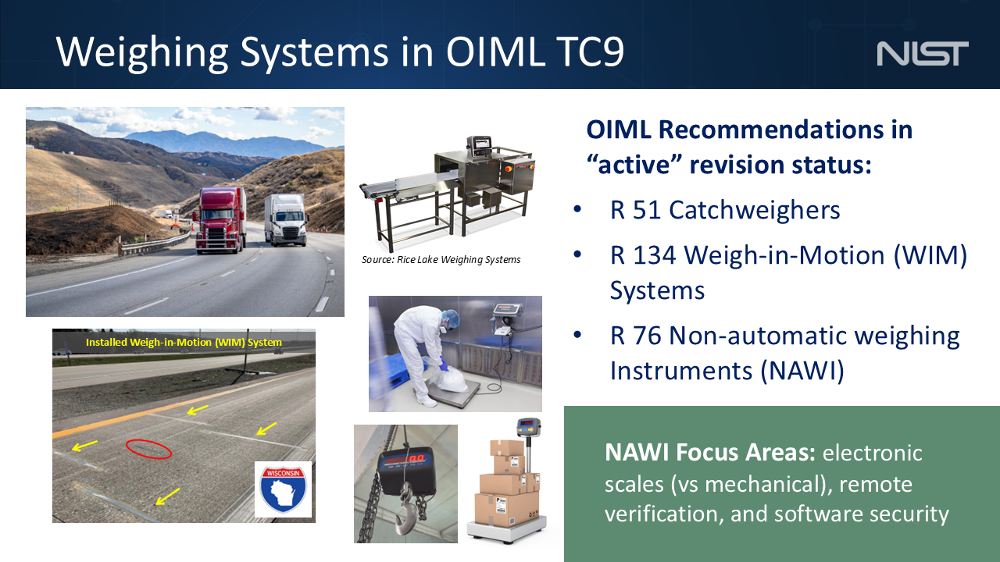 Weighing Systems in OIML TC9
NIST
Source: Rice Lake Weighing Systems
Installed Weigh-in-Motion (WIM) System
WISCONSIN
0.0
OIML Recommendations in
“active” revision status:
• R 51 Catchweighers
• R 134 Weigh-in-Motion (WIM)
Systems
• R 76 Non-automatic weighing
Instruments (NAWI)
NAWI Focus Areas: electronic
scales (vs mechanical), remote
verification, and software security